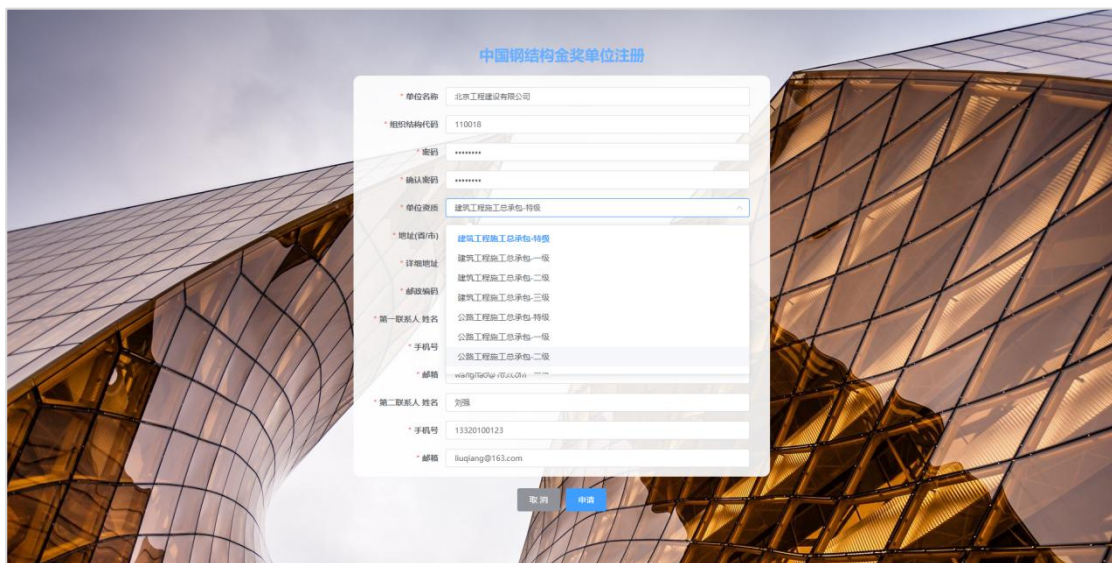 中国钢结构金奖单位注册
* 单位名称 北京工程建设有限公司
* 组织结构代码 110018
* 密码 ••••••••
* 确认密码 ••••••••
* 单位资质 建筑工程施工总承包-特级
* 地址(省/市)
建筑工程施工总承包-特级
建筑工程施工总承包-一级
* 详细地址
建筑工程施工总承包-二级
* 邮政编码
建筑工程施工总承包-三级
* 第一联系人 姓名 公路工程施工总承包-特级
公路工程施工总承包-一级
* 手机号
公路工程施工总承包-二级
* 邮箱
* 第二联系人 姓名 刘强
* 手机号 13320100123
* 邮箱 liuqiang@163.com
取 消 申请